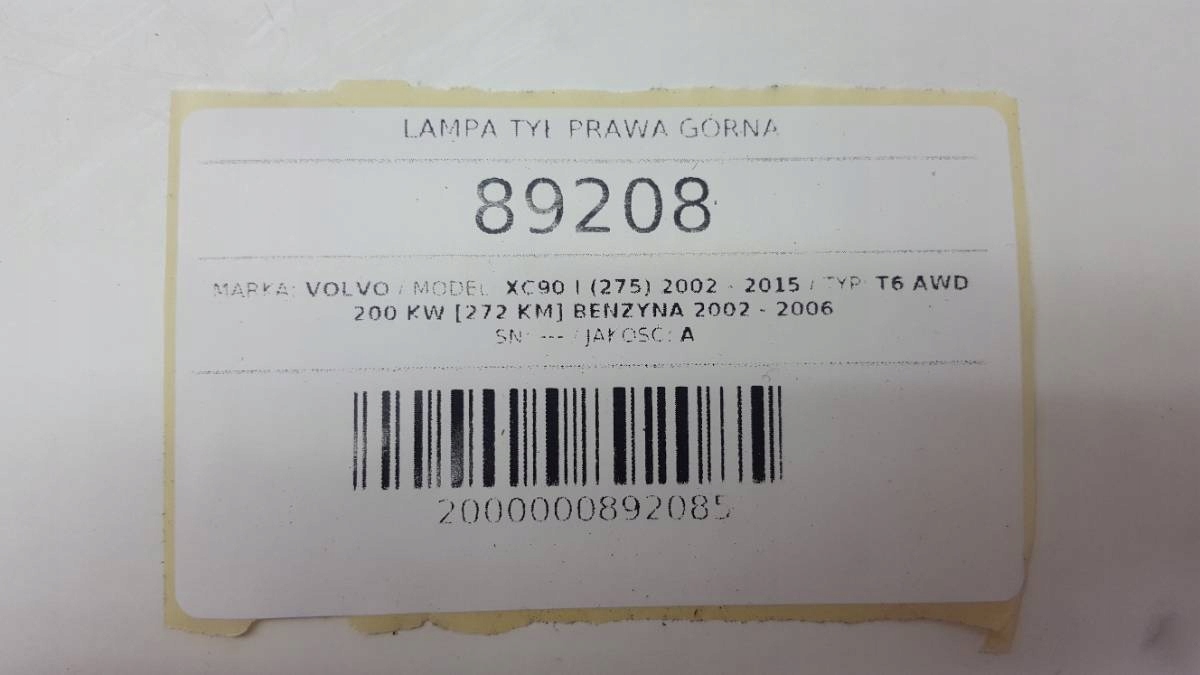 LAMPA TYŁ PRAWA GÓRNA
89208
MARKA: VOLVO / MODEL: XC90 I (275) 2002 - 2015 / TYP: T6 AWD
200 KW [272 KM] BENZYNA 2002 - 2006
SN: --- / JAKOŚĆ: A
2000000892085